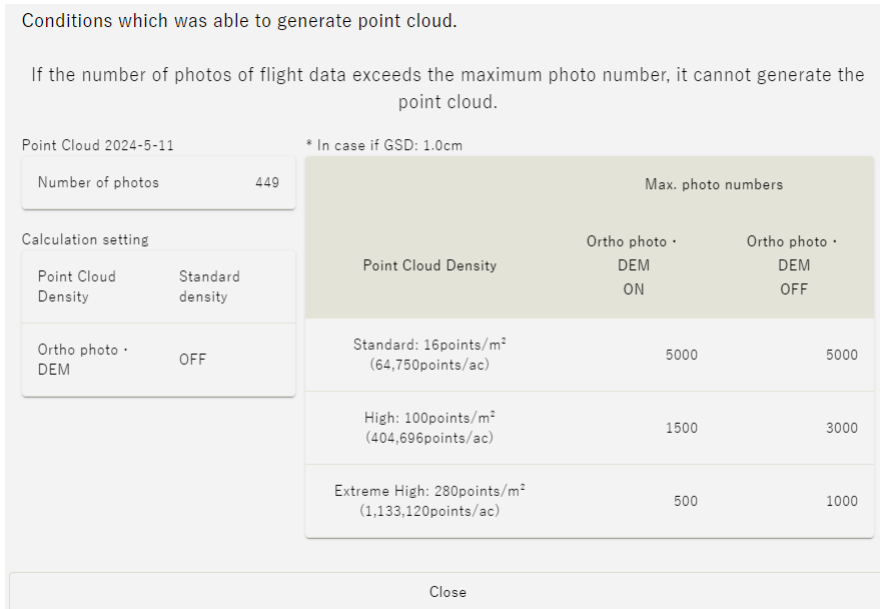 Conditions which was able to generate point cloud.
If the number of photos of flight data exceeds the maximum photo number, it cannot generate the
point cloud.
Point Cloud 2024-5-11
Number of photos 449
Calculation setting
Point Cloud
Density
Standard
density
Ortho photo・
DEM
OFF
* In case if GSD: 1.0cm
Max. photo numbers
Point Cloud Density
Ortho photo・
DEM
ON
Ortho photo・
DEM
OFF
Standard: 16points/m²
(64,750points/ac)
5000
5000
High: 100points/m²
(404,696points/ac)
1500
3000
Extreme High: 280points/m²
(1,133,120points/ac)
500
1000
Close